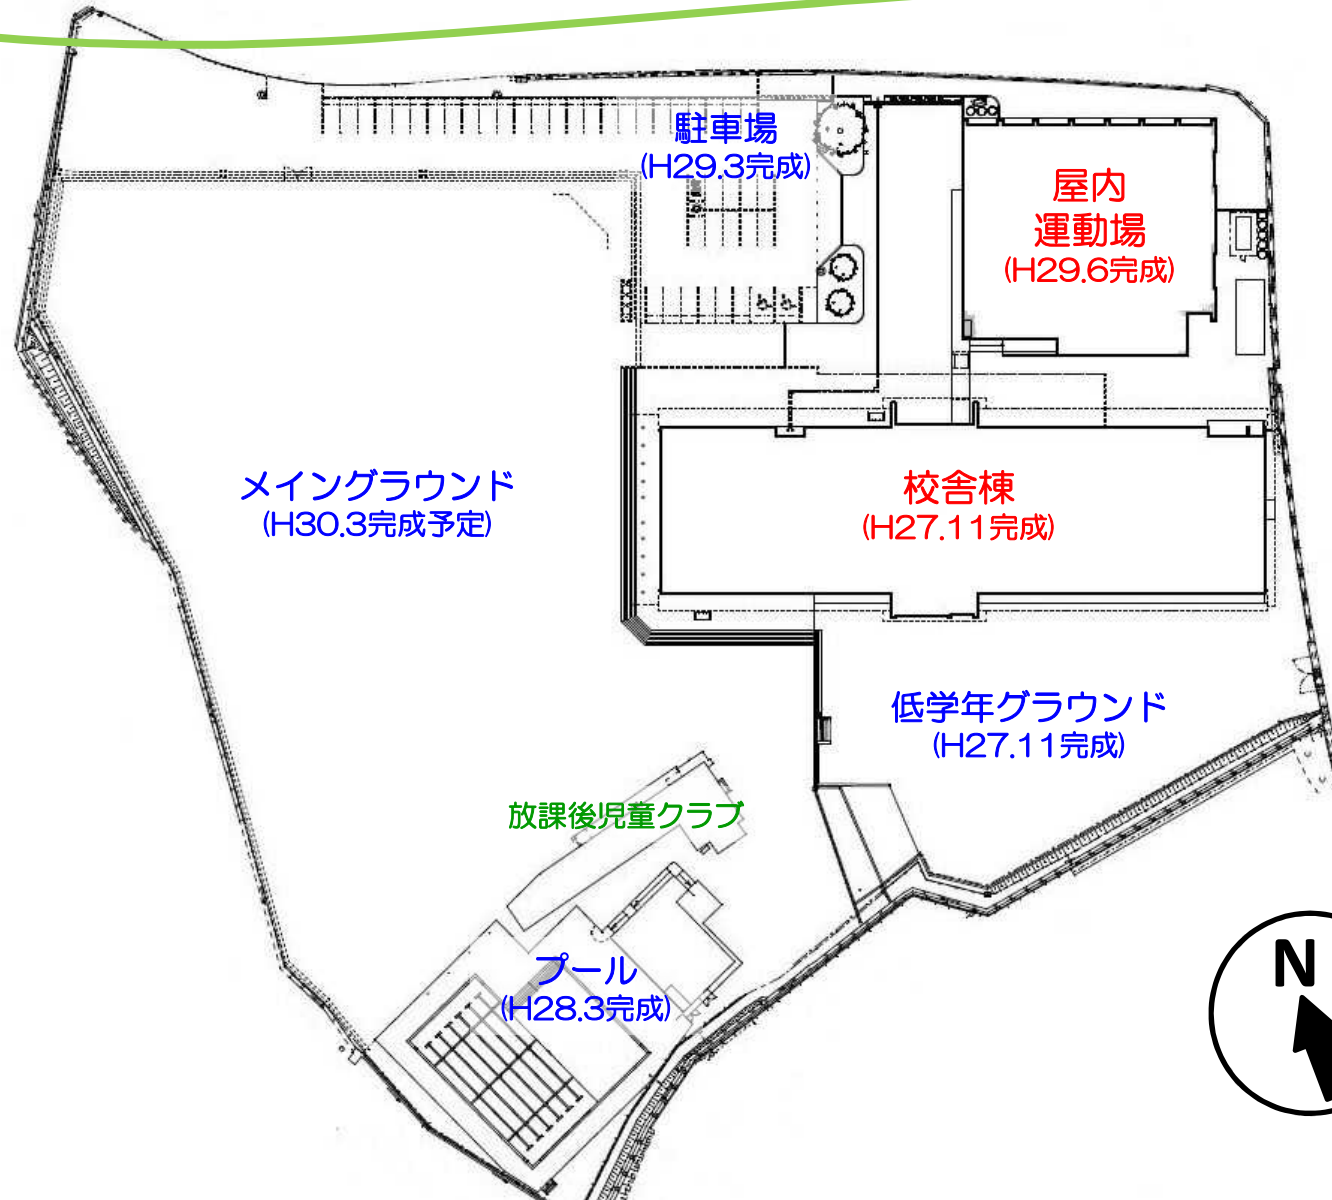 駐車場
(H29.3完成)
屋内
運動場
(H29.6完成)
メイングラウンド
(H30.3完成予定)
校舎棟
(H27.11完成)
低学年グラウンド
(H27.11完成)
放課後児童クラブ
プール
(H28.3完成)
N